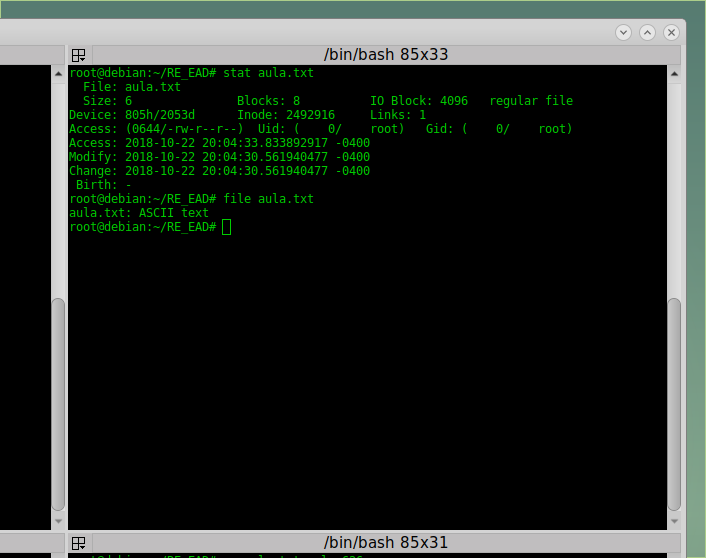 /bin/bash 85x33
root@debian:~/RE_EAD# stat aula.txt
  File: aula.txt
  Size: 6               Blocks: 8          IO Block: 4096   regular file
Device: 805h/2053d      Inode: 2492916     Links: 1
Access: (0644/-rw-r--r--)  Uid: (    0/    root)   Gid: (    0/    root)
Access: 2018-10-22 20:04:33.833892917 -0400
Modify: 2018-10-22 20:04:30.561940477 -0400
Change: 2018-10-22 20:04:30.561940477 -0400
 Birth: -
root@debian:~/RE_EAD# file aula.txt
aula.txt: ASCII text
root@debian:~/RE_EAD#
/bin/bash 85x31